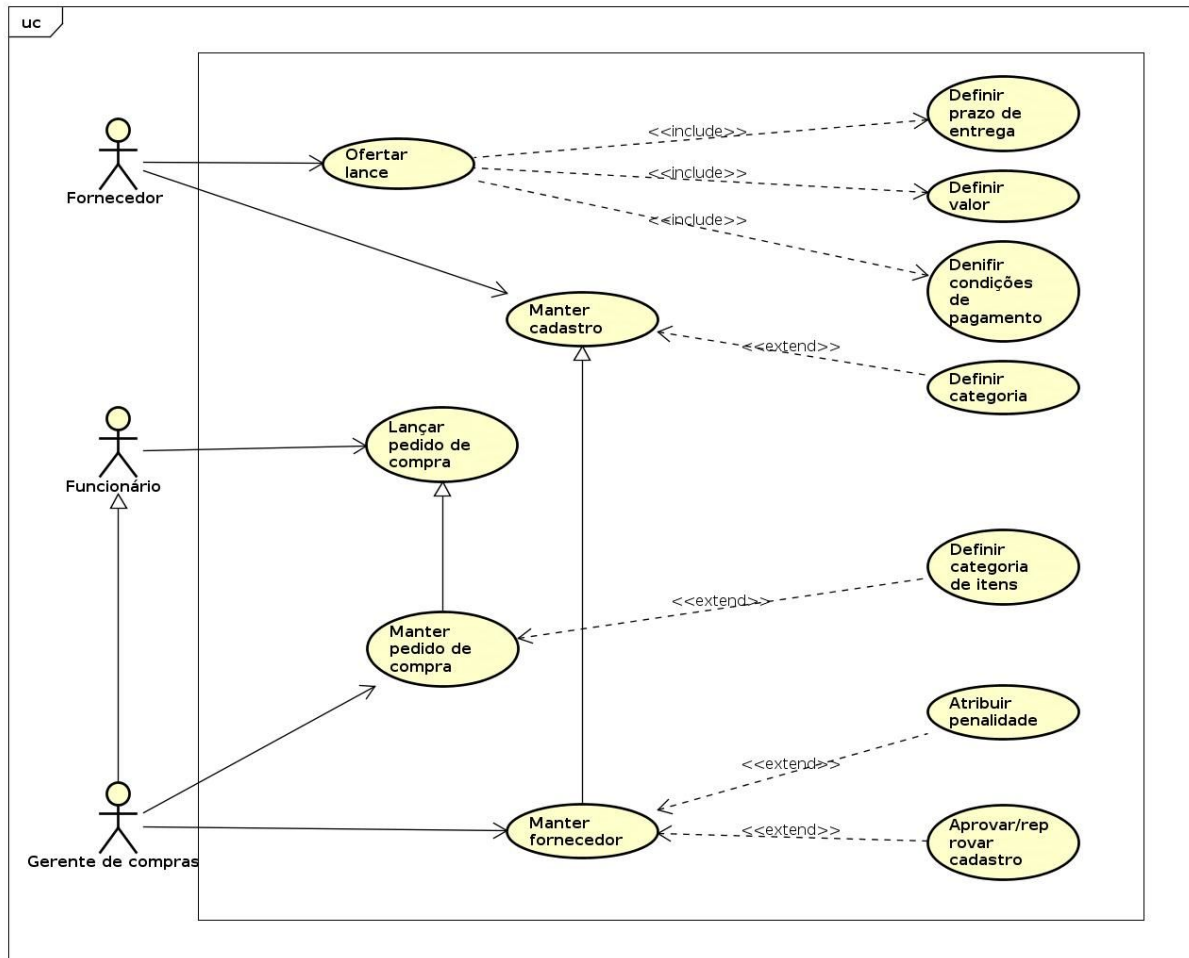 uc
Definir
prazo de
entrega
<<include>>
Ofertar
lance
<<include>>
Definir
valor
Fornecedor
<<include>>
Denifir
condições
de
pagamento
Manter
cadastro
<<extend>>
Definir
categoria
Lançar
pedido de
compra
Funcionário
Definir
categoria
de itens
<<extend>>
Manter
pedido de
compra
Atribuir
penalidade
<<extend>>
Manter
fornecedor
<<extend>>
Aprovar/rep
rovar
cadastro
Gerente de compras